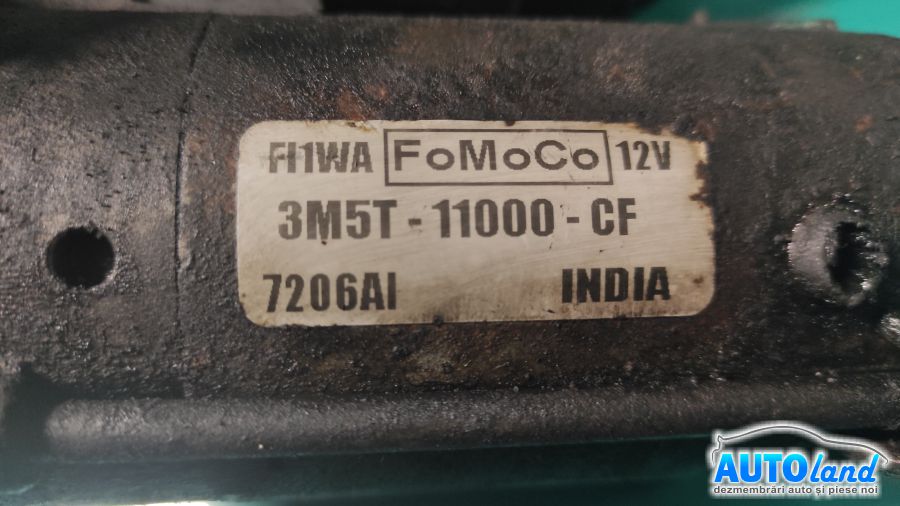 FI1WA FoMoCo 12V
3M5T - 11000 - CF
7206AI INDIA
AUTOland
dezmembrări auto și piese noi